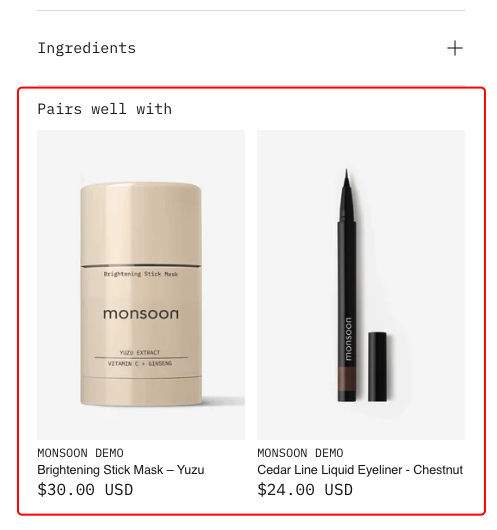 Ingredients
Pairs well with
Brightening Stick Mask
monsoon
YUZU EXTRACT
VITAMIN C + GINSENG
monsoon
MONSOON DEMO
Brightening Stick Mask – Yuzu
$30.00 USD
MONSOON DEMO
Cedar Line Liquid Eyeliner - Chestnut
$24.00 USD